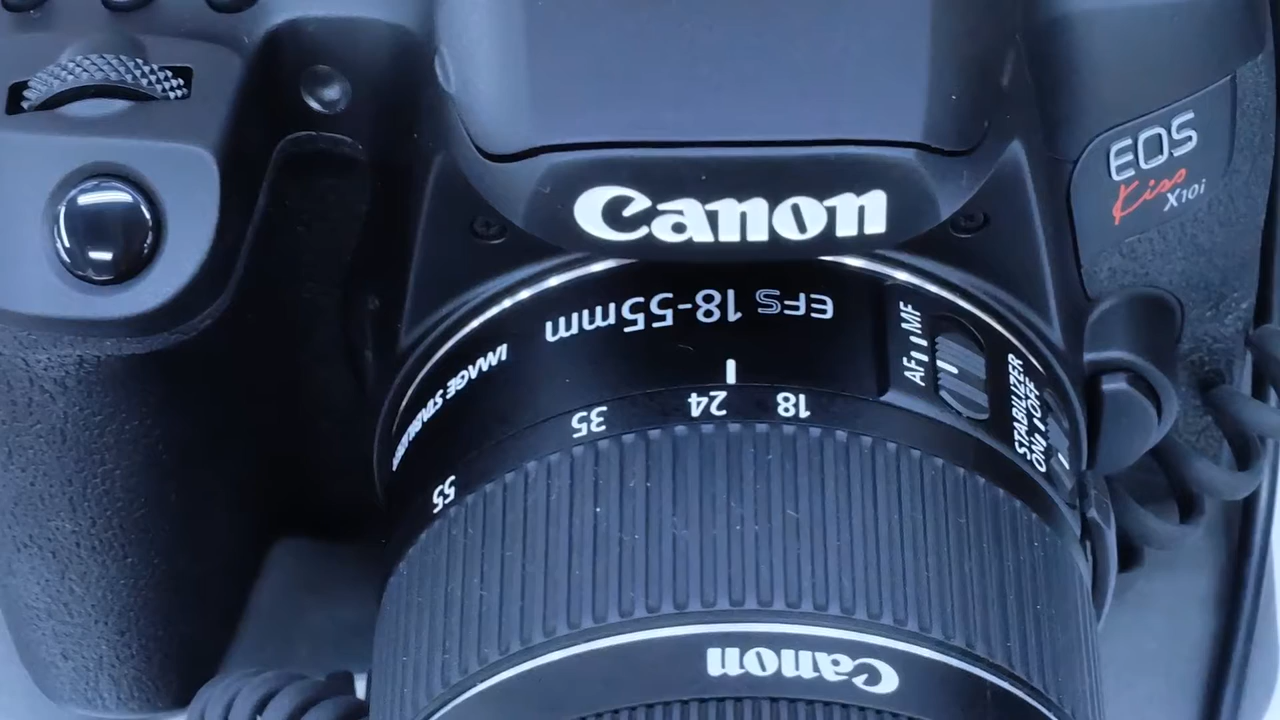 Canon
EOS
Kiss
X10i
EFS 18-55mm
IMAGE STABILIZER
AF MF
STABILIZER
ON OFF
18 24 35 55
Canon